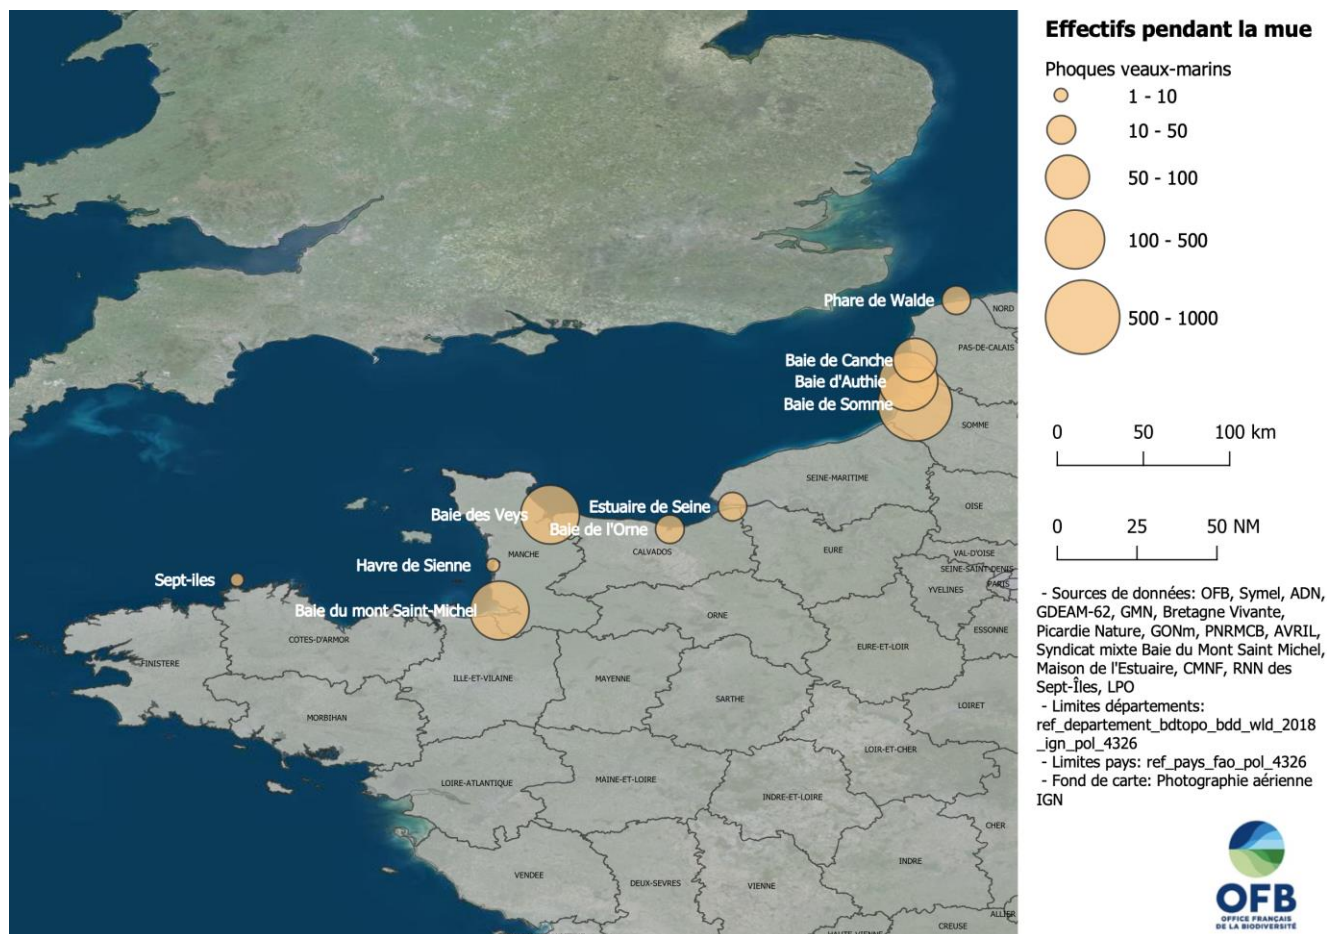 Effectifs pendant la mue
Phoques veaux-marins
1 - 10
10 - 50
50 - 100
100 - 500
500 - 1000
0 50 100 km
0 25 50 NM
- Sources de données: OFB, Symel, ADN,
GDEAM-62, GMN, Bretagne Vivante,
Picardie Nature, GONm, PNRMCB, AVRIL,
Syndicat mixte Baie du Mont Saint Michel,
Maison de l'Estuaire, CMNF, RNN des
Sept-Îles, LPO
- Limites départements:
ref_departement_bdtopo_bdd_wld_2018
_ign_pol_4326
- Limites pays: ref_pays_fao_pol_4326
- Fond de carte: Photographie aérienne
IGN
OFB
OFFICE FRANÇAIS
DE LA BIODIVERSITÉ
Phare de Walde
NORD
PAS-DE-CALAIS
Baie de Canche
Baie d'Authie
Baie de Somme
SOMME
SEINE-MARITIME
OISE
Estuaire de Seine
Baie des Veys
Baie de l'Orne
MANCHE
CALVADOS
EURE
VAL-D'OISE
SEINE-SAINT-DENIS
PARIS
YVELINES
Havre de Sienne
Sept-iles
Baie du mont Saint-Michel
ORNE
ESSONNE
COTES-D'ARMOR
EURE-ET-LOIR
FINISTERE
ILLE-ET-VILAINE
MAYENNE
SARTHE
LOIRET
MORBIHAN
LOIR-ET-CHER
LOIRE-ATLANTIQUE
MAINE-ET-LOIRE
INDRE-ET-LOIRE
CHER
INDRE
VENDEE
DEUX-SEVRES
VIENNE
ALLIER
CREUSE
HAUTE-VIENNE